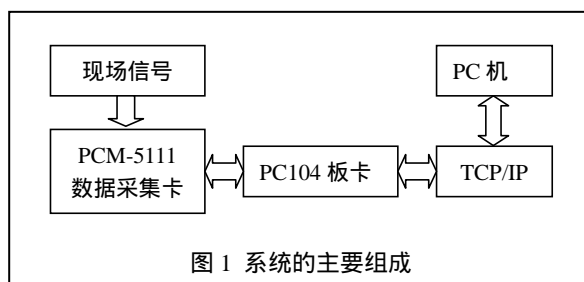 现场信号
PC 机
PCM-5111
数据采集卡
PC104 板卡
TCP/IP
图 1 系统的主要组成